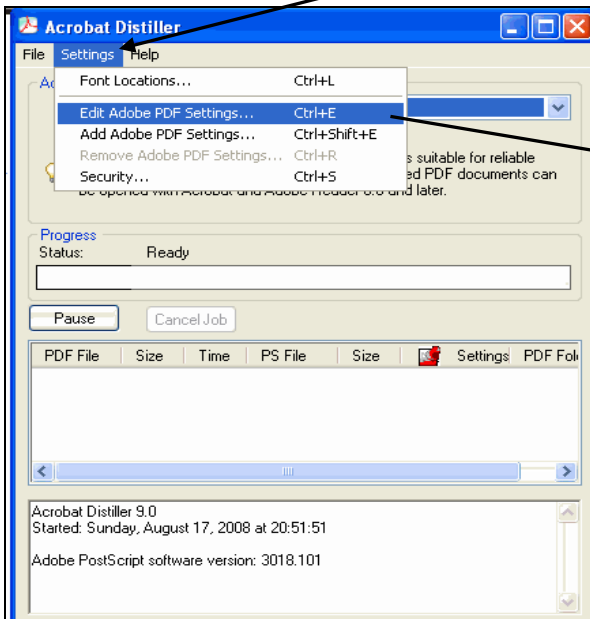 Acrobat Distiller
File Settings Help
Font Locations... Ctrl+L
Edit Adobe PDF Settings... Ctrl+E
Add Adobe PDF Settings... Ctrl+Shift+E
Remove Adobe PDF Settings... Ctrl+R
Security... Ctrl+S
suitable for reliable
PDF documents can
and later.
Progress
Status: Ready
Pause Cancel Job
PDF File Size Time PS File Size Settings PDF
Acrobat Distiller 9.0
Started: Sunday, August 17, 2008 at 20:51:51
Adobe PostScript software version: 3018.101